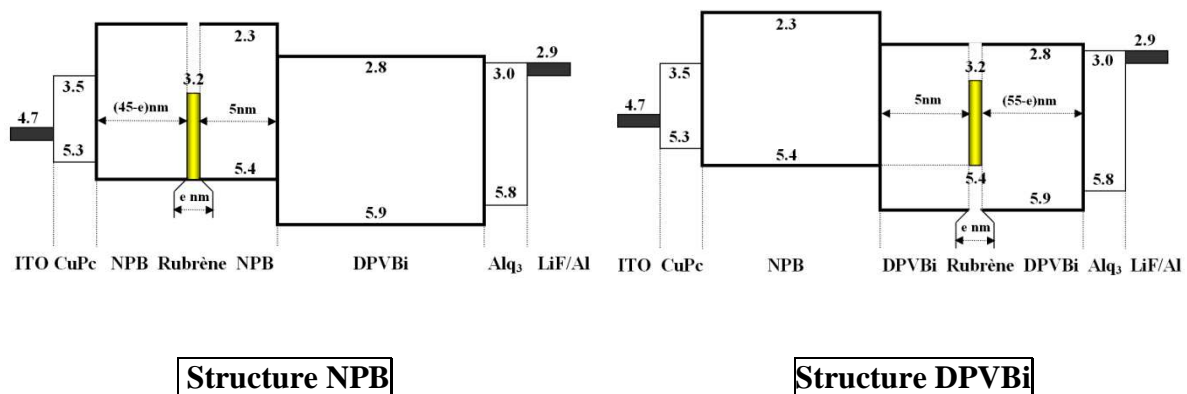 2.3
2.9
2.8
3.0
3.2
3.5
(45-e)nm
5nm
4.7
5.3
5.4
5.8
5.9
e nm
ITO CuPc NPB Rubrène NPB DPVBi Alq₃ LiF/Al
Structure NPB
2.3
2.9
2.8
3.0
3.5
3.2
4.7
5nm
(55-e)nm
5.3
5.4
5.4
5.8
5.9
e nm
ITO CuPc NPB DPVBi Rubrène DPVBi Alq₃ LiF/Al
Structure DPVBi